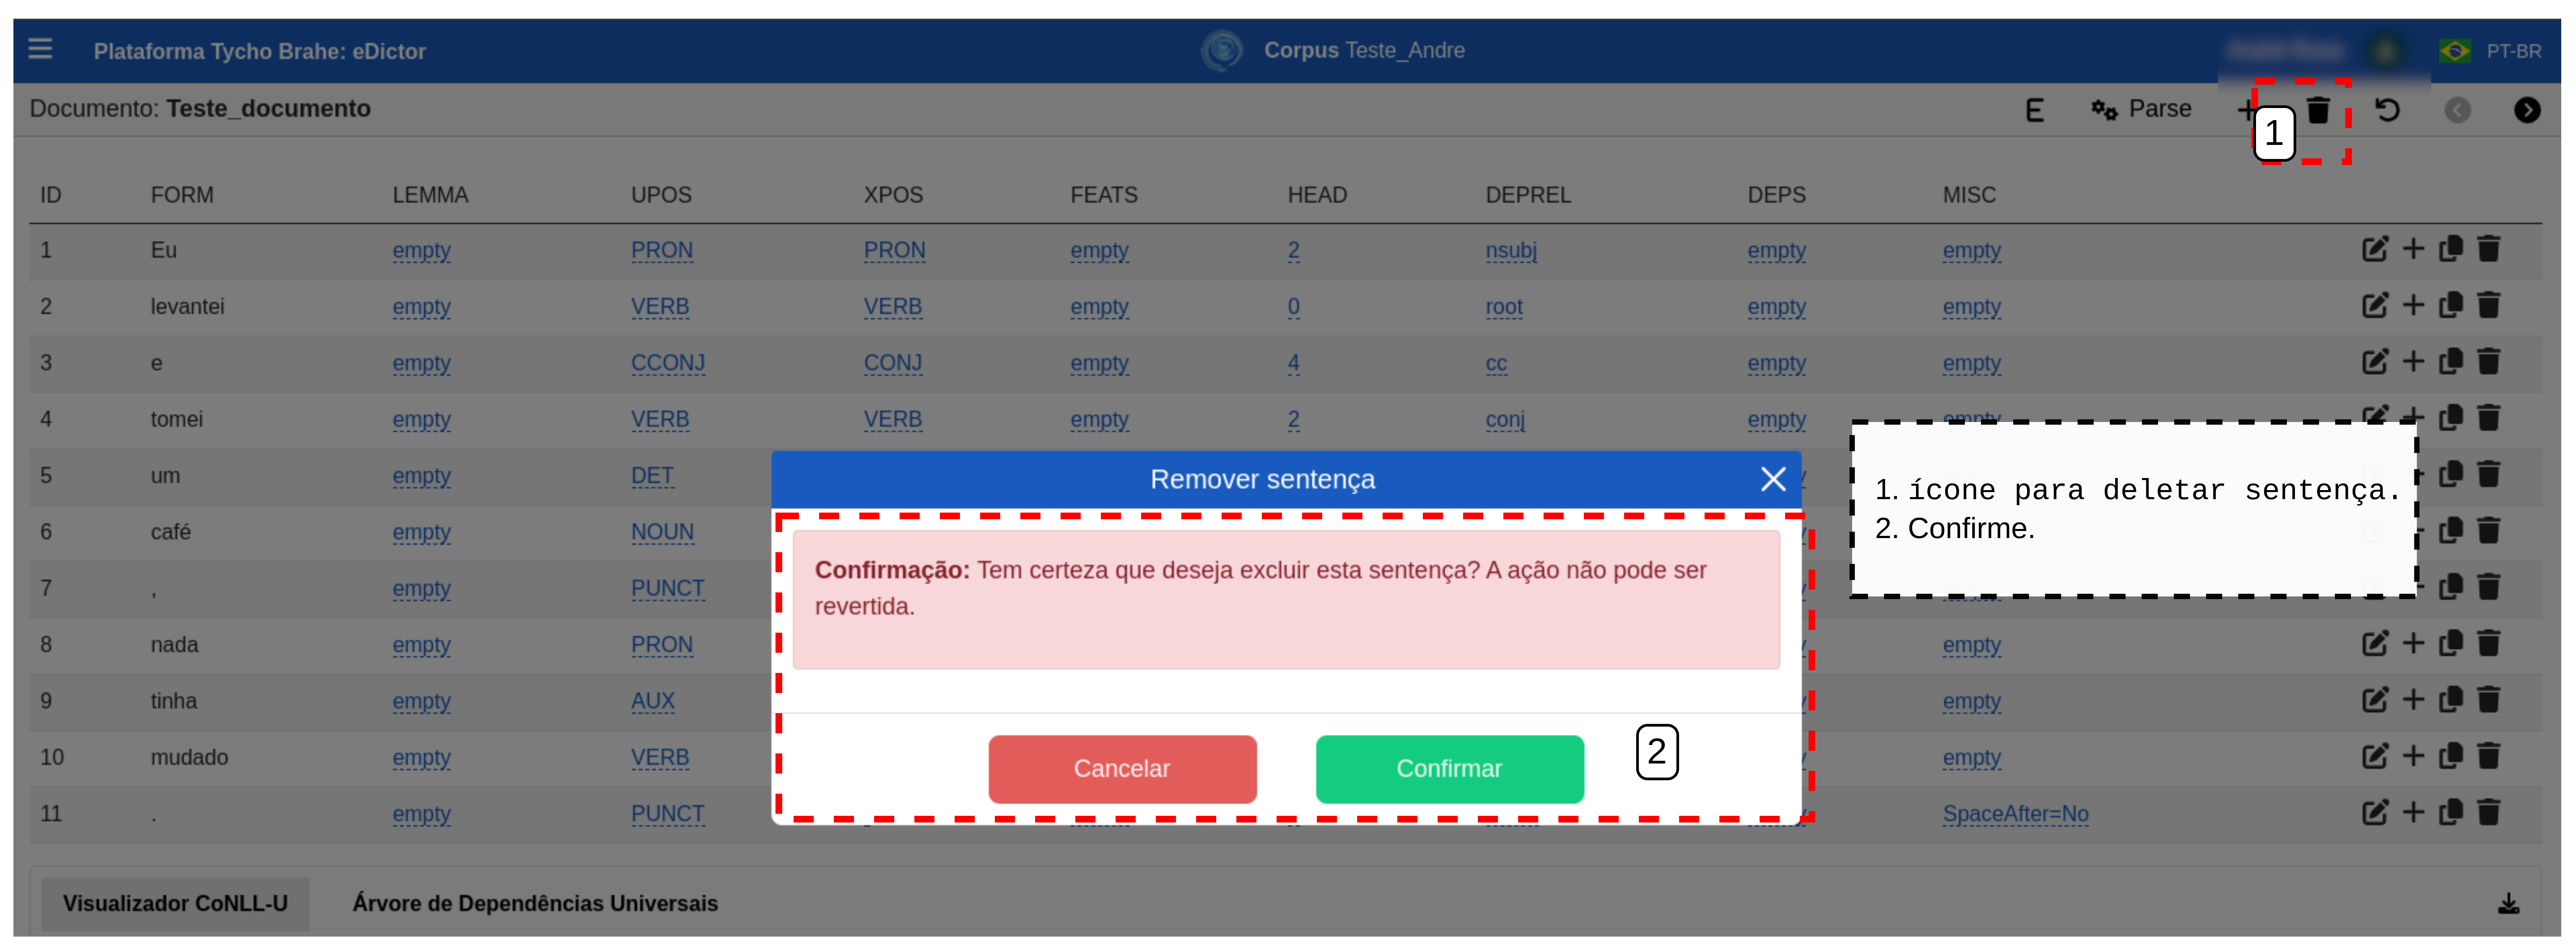 Plataforma Tycho Brahe: eDictor Corpus Teste_Andre PT-BR
Documento: Teste_documento E Parse
1
ID FORM LEMMA UPOS XPOS FEATS HEAD DEPREL DEPS MISC
1 Eu empty PRON PRON empty 2 nsubj empty empty
2 levantei empty VERB VERB empty 0 root empty empty
3 e empty CCONJ CONJ empty 4 cc empty empty
4 tomei empty VERB VERB empty 2 conj empty empty
5 um empty DET
6 café empty NOUN
7 , empty PUNCT
8 nada empty PRON empty
9 tinha empty AUX empty
10 mudado empty VERB empty
11 . empty PUNCT SpaceAfter=No
Remover sentença
Confirmação: Tem certeza que deseja excluir esta sentença? A ação não pode ser
revertida.
Cancelar Confirmar 2
1. ícone para deletar sentença.
2. Confirme.
Visualizador CoNLL-U Árvore de Dependências Universais